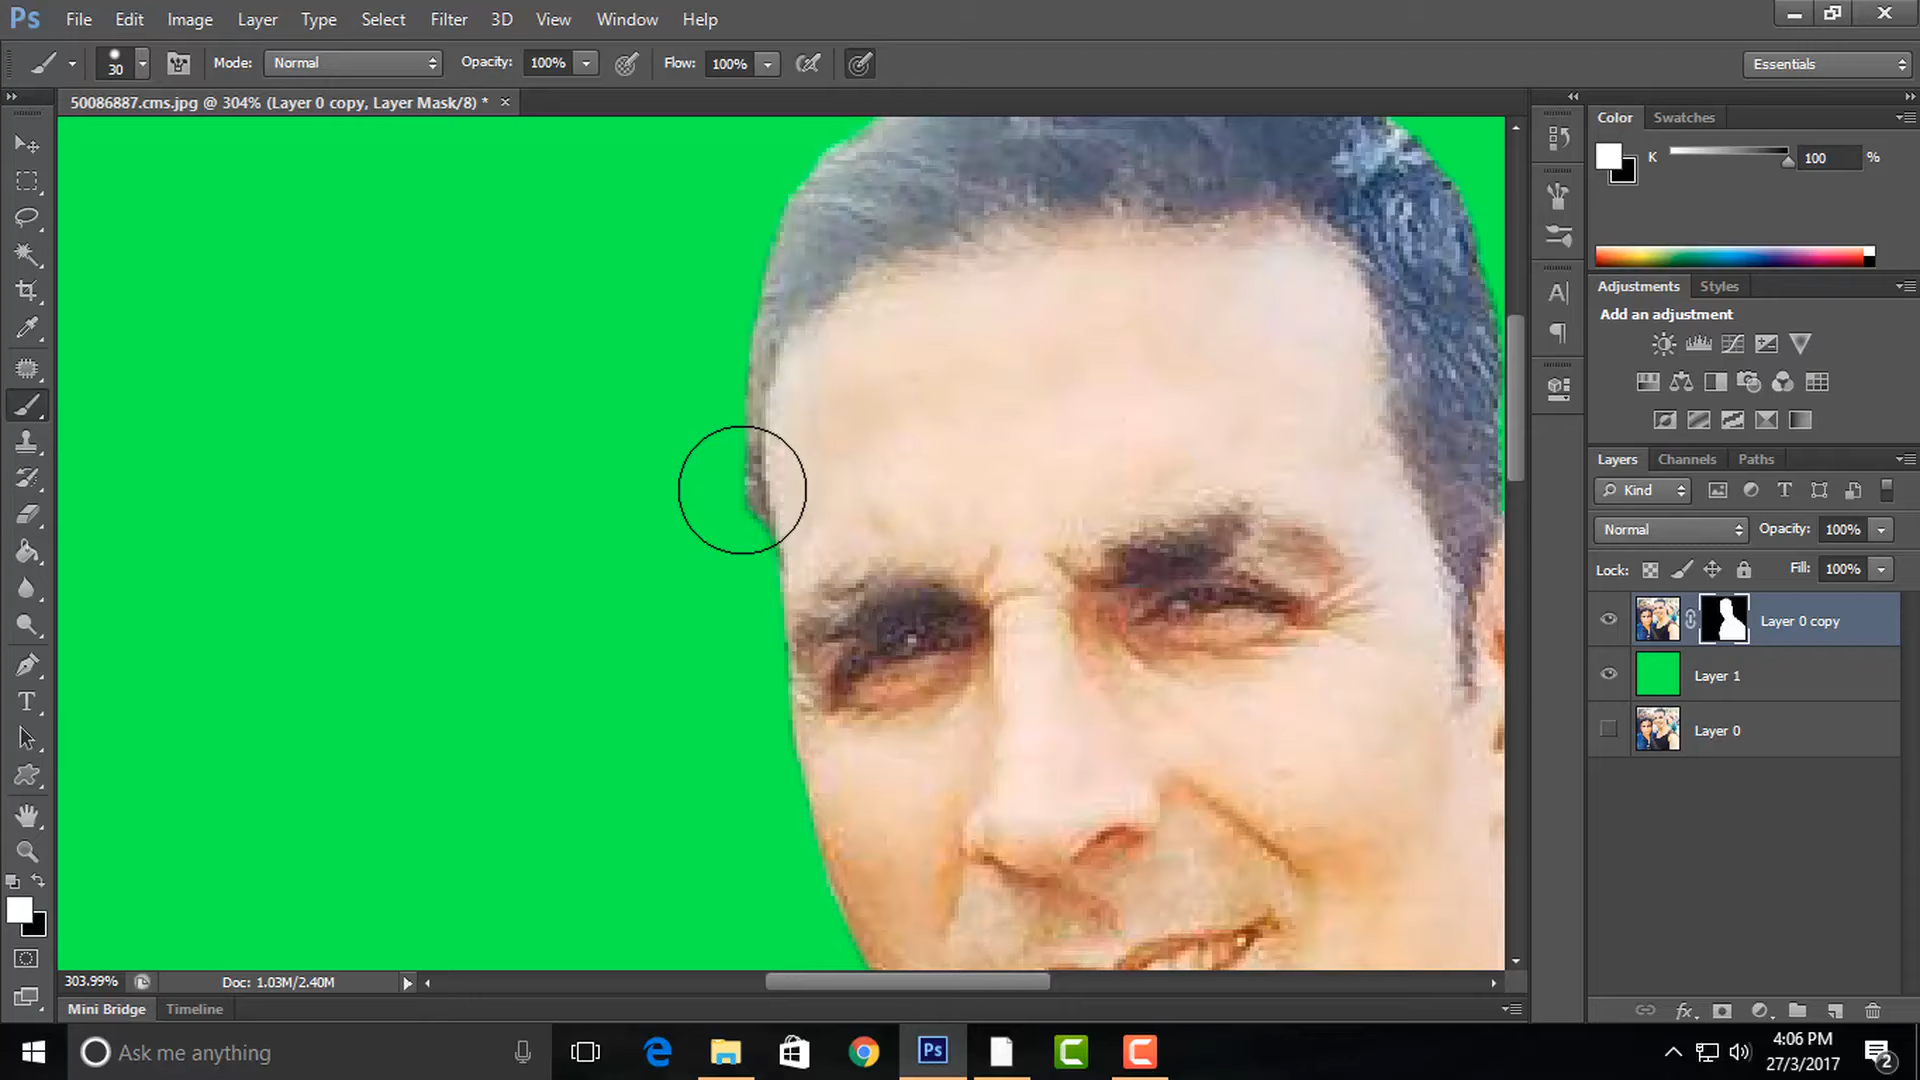 Ps File Edit Image Layer Type Select Filter 3D View Window Help
30 Mode: Normal Opacity: 100% Flow: 100% Essentials
50086887.cms.jpg @ 304% (Layer 0 copy, Layer Mask/8) * ×
Color Swatches
K 100 %
Adjustments Styles
Add an adjustment
Layers Channels Paths
Kind
Normal Opacity: 100%
Lock: Fill: 100%
Layer 0 copy
Layer 1
Layer 0
303.99% Doc: 1.03M/2.40M
Mini Bridge Timeline
Ask me anything
Ps
4:06 PM
27/3/2017
2